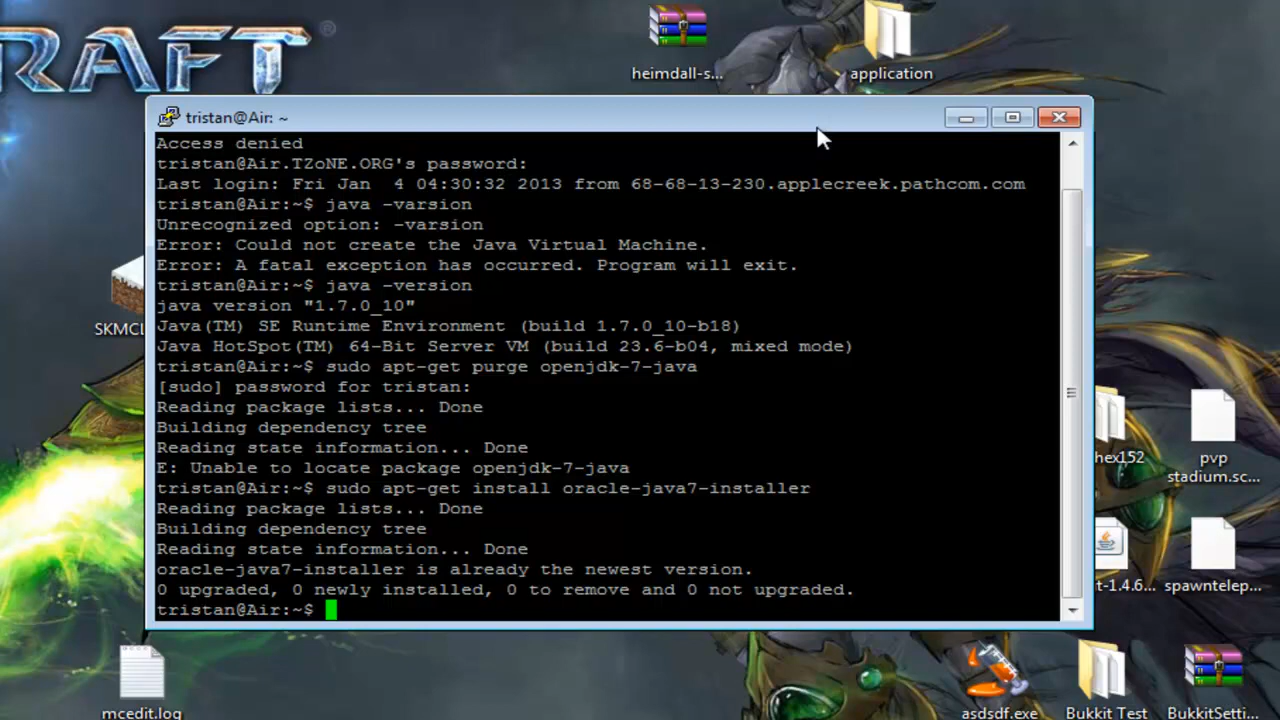 RAFT®
heimdall-s...
application
tristan@Air: ~
Access denied
tristan@Air.TZoNE.ORG's password:
Last login: Fri Jan  4 04:30:32 2013 from 68-68-13-230.applecreek.pathcom.com
tristan@Air:~$ java -varsion
Unrecognized option: -varsion
Error: Could not create the Java Virtual Machine.
Error: A fatal exception has occurred. Program will exit.
tristan@Air:~$ java -version
java version "1.7.0_10"
Java(TM) SE Runtime Environment (build 1.7.0_10-b18)
Java HotSpot(TM) 64-Bit Server VM (build 23.6-b04, mixed mode)
tristan@Air:~$ sudo apt-get purge openjdk-7-java
[sudo] password for tristan:
Reading package lists... Done
Building dependency tree
Reading state information... Done
E: Unable to locate package openjdk-7-java
tristan@Air:~$ sudo apt-get install oracle-java7-installer
Reading package lists... Done
Building dependency tree
Reading state information... Done
oracle-java7-installer is already the newest version.
0 upgraded, 0 newly installed, 0 to remove and 0 not upgraded.
tristan@Air:~$
SKMCL
hex152
pvp
stadium.sc...
t-1.4.6...
spawntelep...
mcedit.log
asdsdf.exe
Bukkit Test
BukkitSetti...